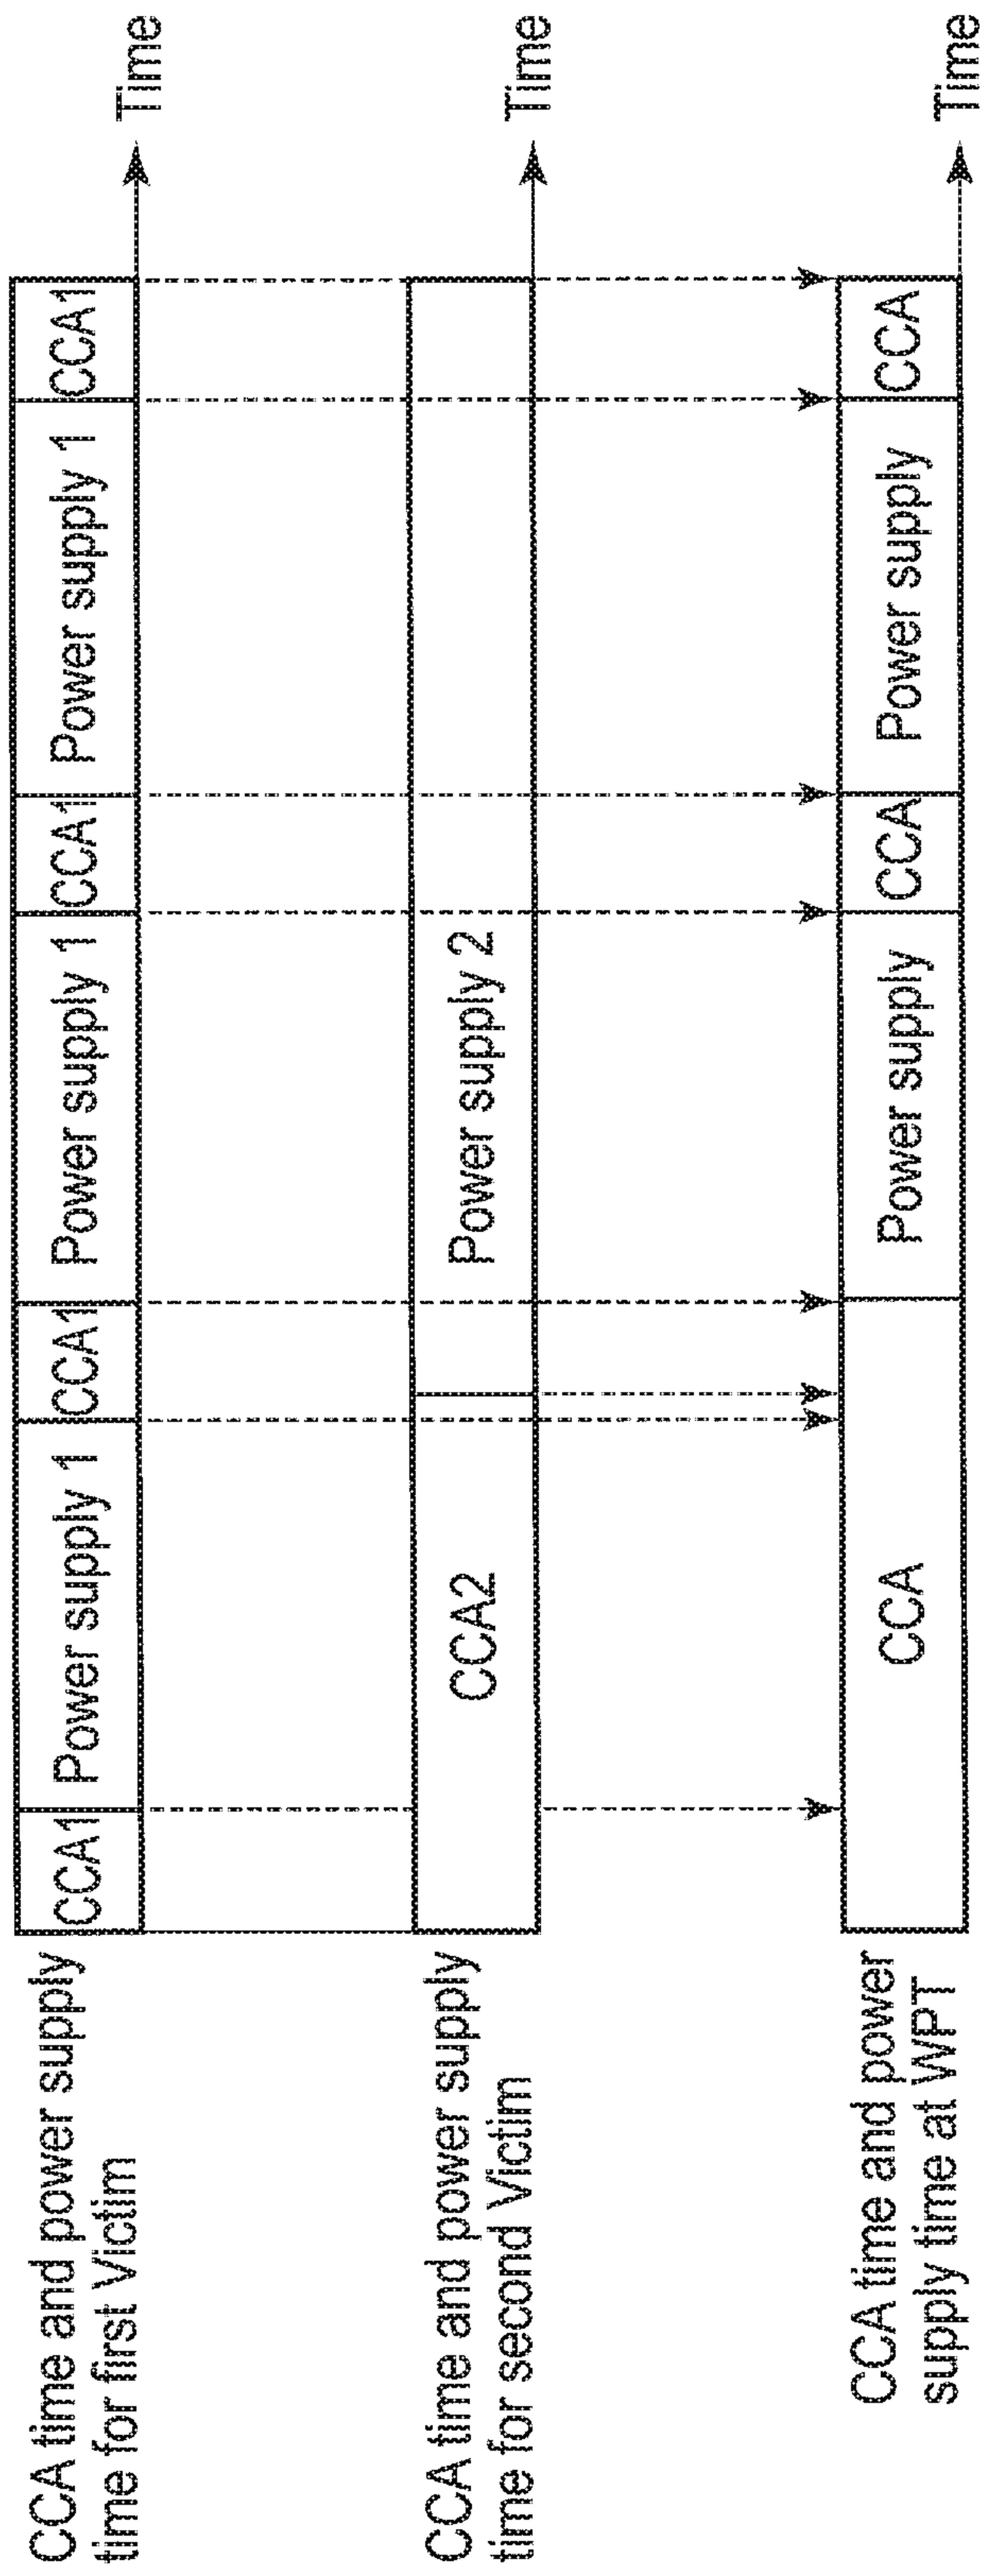 CCA time and power supply
time for first Victim
CCA1
Power supply 1
CCA1
Power supply 1
CCA1
Power supply 1
CCA1
Time
CCA time and power supply
time for second Victim
CCA2
Power supply 2
Time
CCA time and power
supply time at WPT
CCA
Power supply
CCA
Power supply
CCA
Time